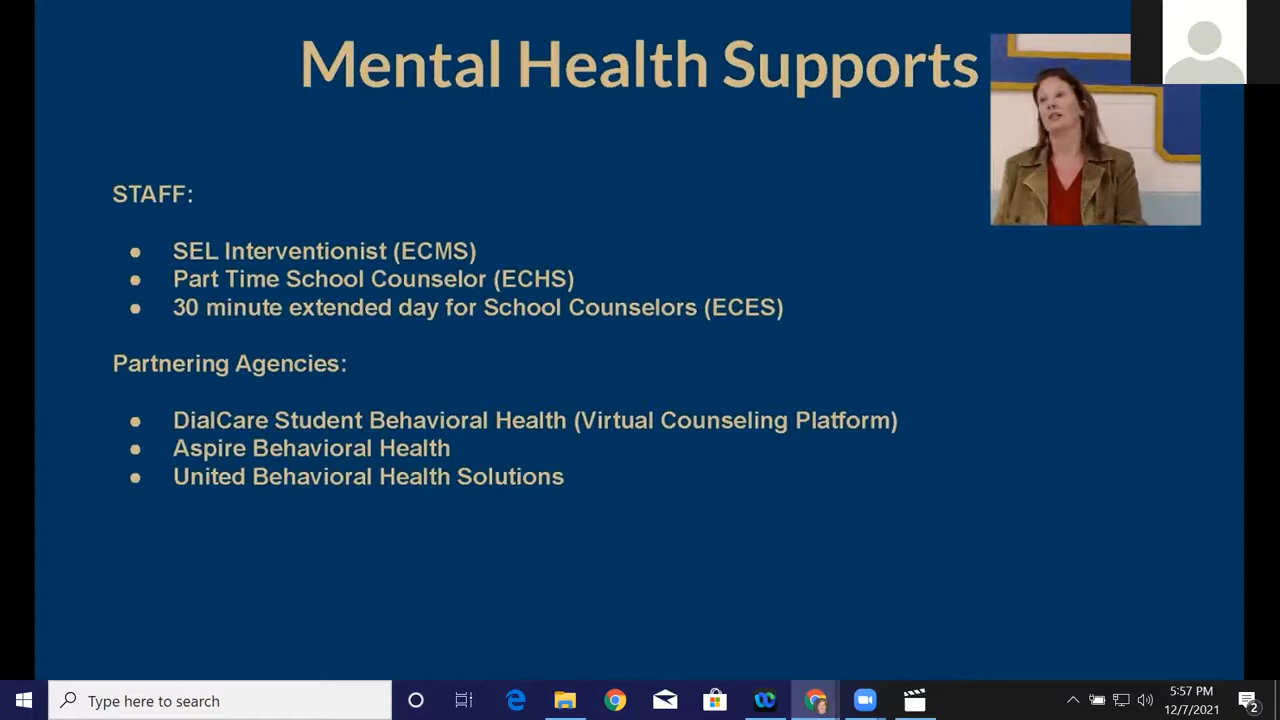 Mental Health Supports
STAFF:
● SEL Interventionist (ECMS)
● Part Time School Counselor (ECHS)
● 30 minute extended day for School Counselors (ECES)
Partnering Agencies:
● DialCare Student Behavioral Health (Virtual Counseling Platform)
● Aspire Behavioral Health
● United Behavioral Health Solutions
Type here to search
5:57 PM
12/7/2021
2